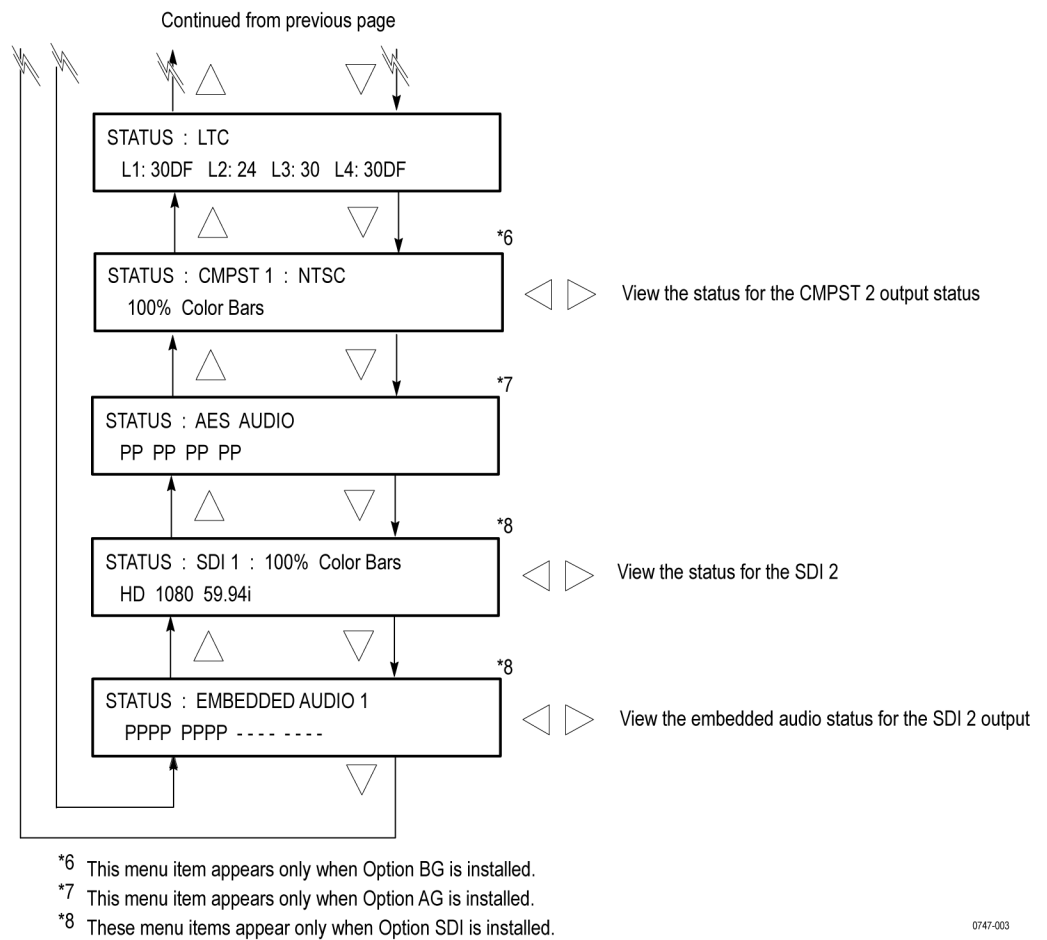 Continued from previous page
STATUS : LTC
L1: 30DF L2: 24 L3: 30 L4: 30DF
*6
STATUS : CMPST 1 : NTSC
100% Color Bars
View the status for the CMPST 2 output status
*7
STATUS : AES AUDIO
PP PP PP PP
*8
STATUS : SDI 1 : 100% Color Bars
HD 1080 59.94i
View the status for the SDI 2
*8
STATUS : EMBEDDED AUDIO 1
PPPP PPPP - - - - - - - -
View the embedded audio status for the SDI 2 output
*6 This menu item appears only when Option BG is installed.
*7 This menu item appears only when Option AG is installed.
*8 These menu items appear only when Option SDI is installed.
0747-003